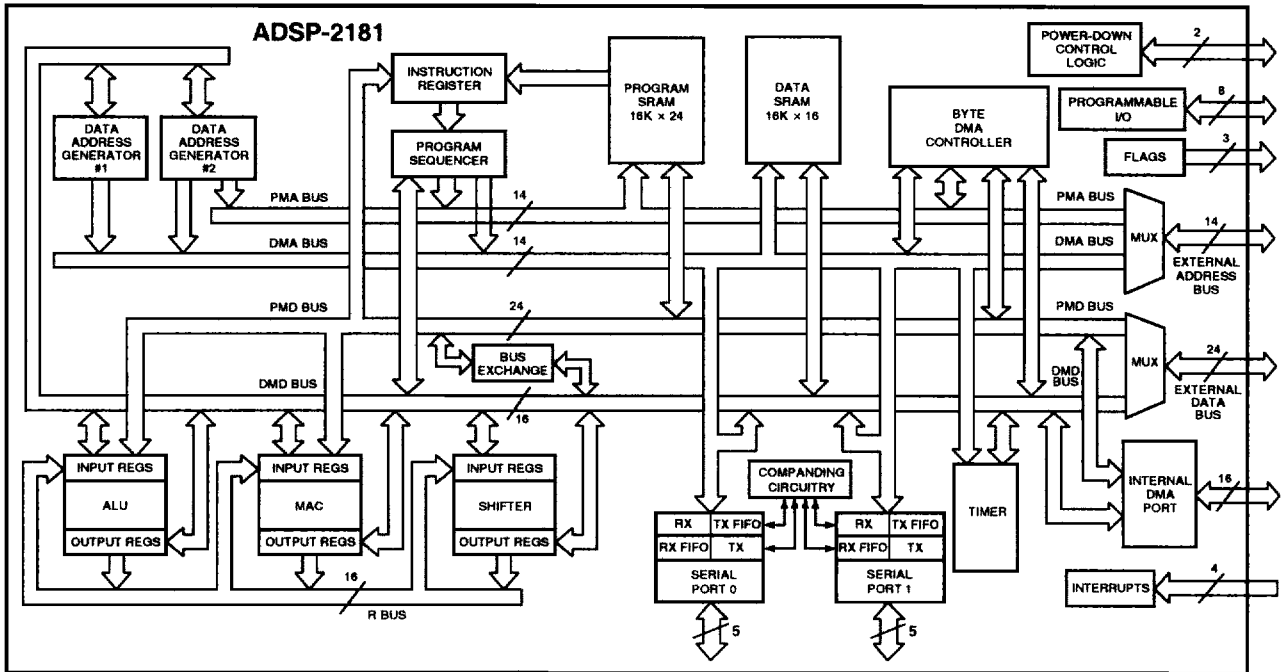 ADSP-2181
POWER-DOWN
CONTROL
LOGIC
2
PROGRAMMABLE
I/O
8
FLAGS
3
INSTRUCTION
REGISTER
PROGRAM
SRAM
16K × 24
DATA
SRAM
16K × 16
BYTE
DMA
CONTROLLER
DATA
ADDRESS
GENERATOR
#1
DATA
ADDRESS
GENERATOR
#2
PROGRAM
SEQUENCER
PMA BUS
14
PMA BUS
DMA BUS
14
DMA BUS
MUX
14
EXTERNAL
ADDRESS
BUS
PMD BUS
24
PMD BUS
BUS
EXCHANGE
DMD BUS
16
DMD
BUS
MUX
24
EXTERNAL
DATA
BUS
INPUT REGS
ALU
OUTPUT REGS
INPUT REGS
MAC
OUTPUT REGS
INPUT REGS
SHIFTER
OUTPUT REGS
16
R BUS
COMPANDING
CIRCUITRY
RX
TX FIFO
RX FIFO
TX
SERIAL
PORT 0
5
RX
TX FIFO
RX FIFO
TX
SERIAL
PORT 1
5
TIMER
INTERNAL
DMA
PORT
16
INTERRUPTS
4